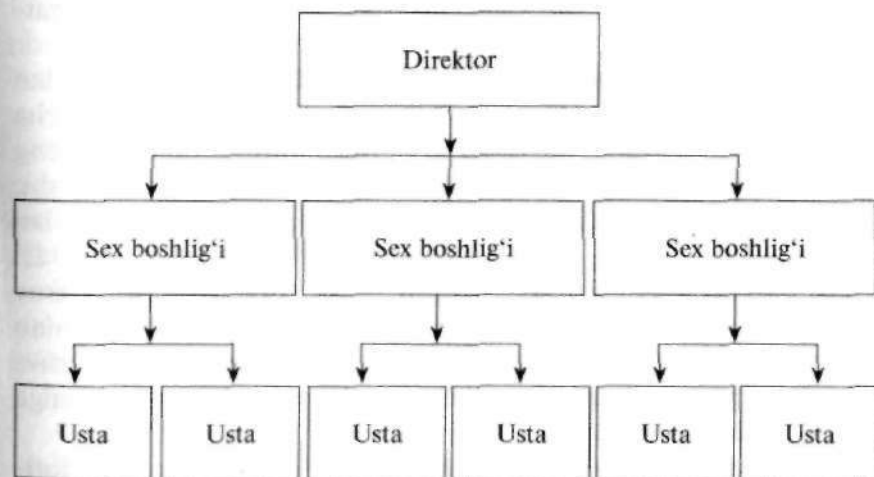 Direktor
Sex boshlig‘i Sex boshlig‘i Sex boshlig‘i
Usta Usta Usta Usta Usta Usta